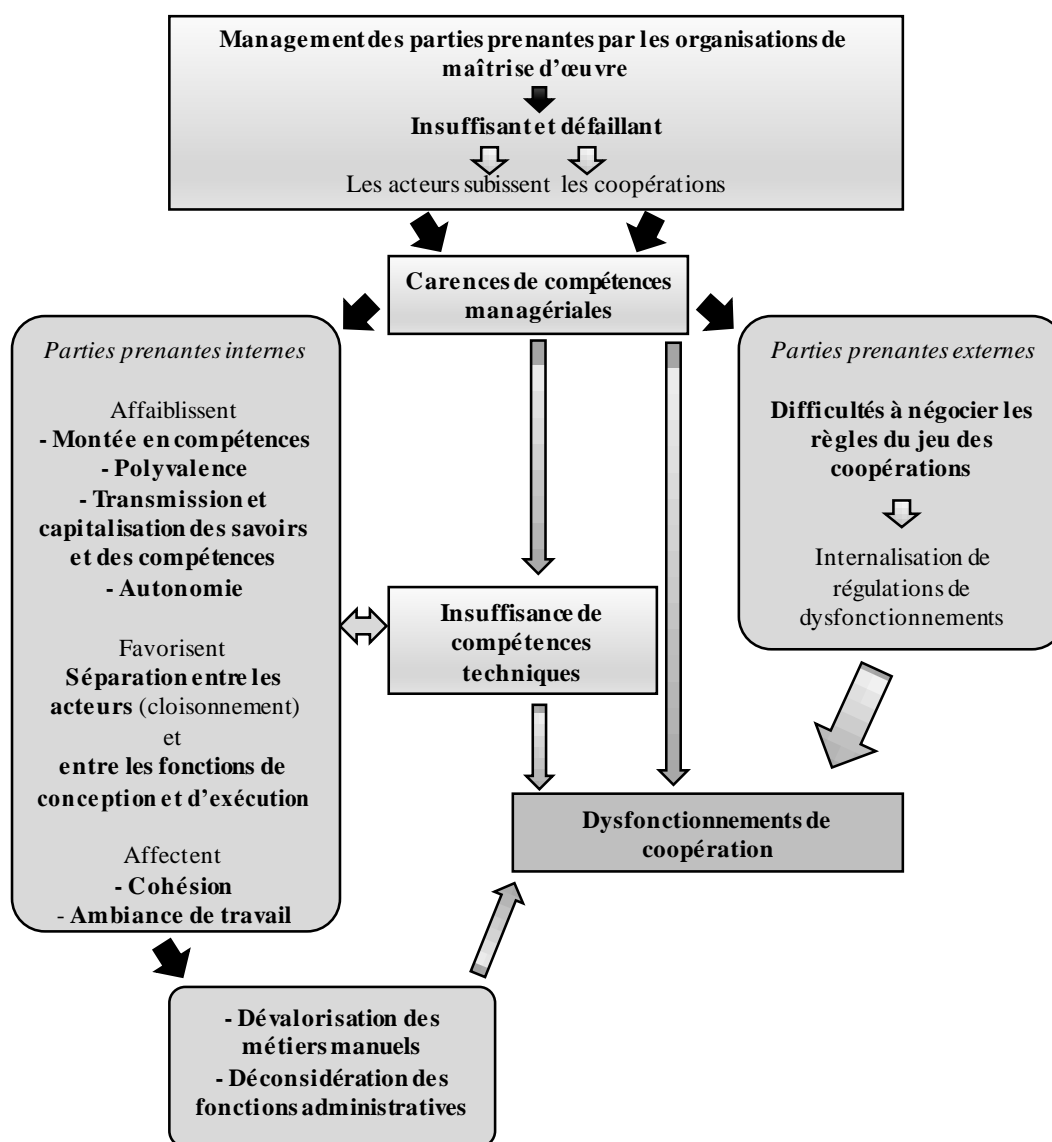 Management des parties prenantes par les organisations de
maîtrise d’œuvre
Insuffisant et défaillant
Les acteurs subissent les coopérations
Carences de compétences
managériales
Parties prenantes internes
Affaiblissent
- Montée en compétences
- Polyvalence
- Transmission et
capitalisation des savoirs
et des compétences
- Autonomie
Favorisent
Séparation entre les
acteurs (cloisonnement)
et
entre les fonctions de
conception et d’exécution
Affectent
- Cohésion
- Ambiance de travail
Parties prenantes externes
Difficultés à négocier les
règles du jeu des
coopérations
Internalisation de
régulations de
dysfonctionnements
Insuffisance de
compétences
techniques
Dysfonctionnements de
coopération
- Dévalorisation des
métiers manuels
- Déconsidération des
fonctions administratives